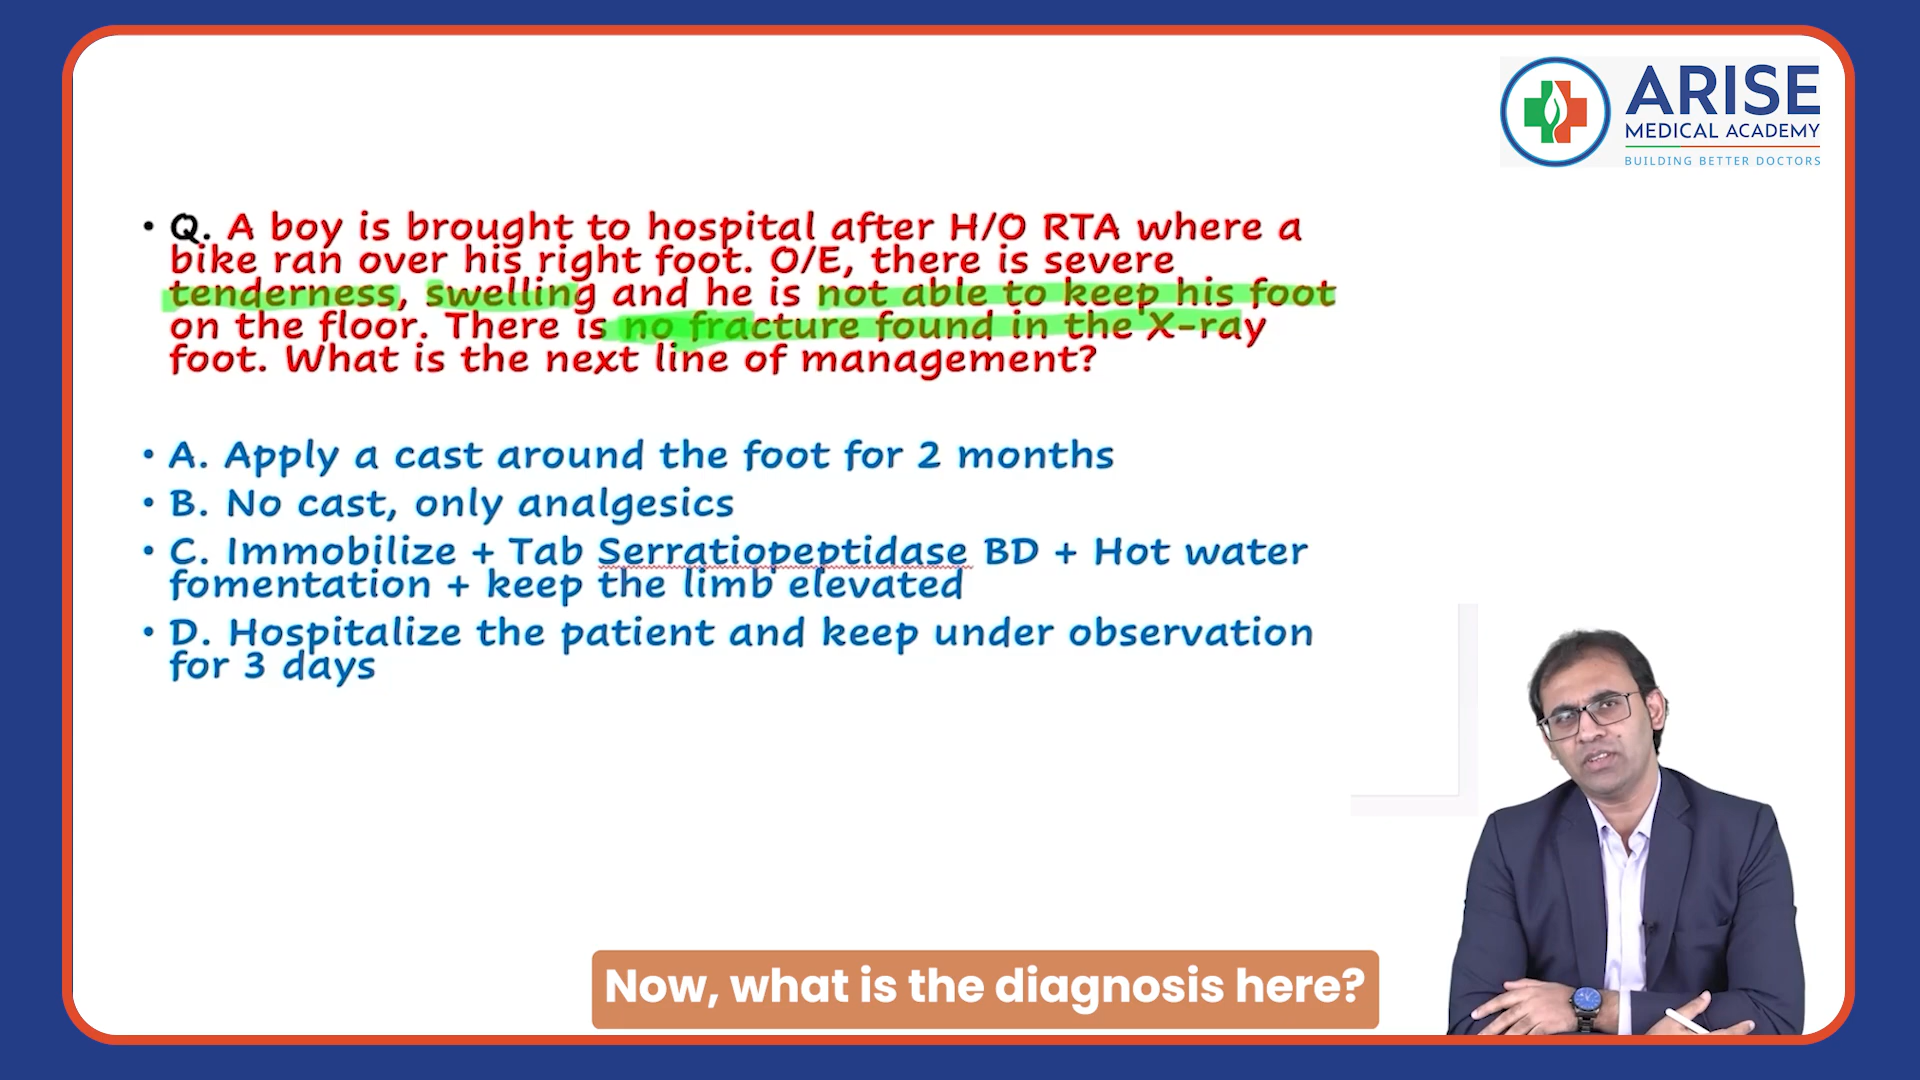 ARISE
MEDICAL ACADEMY
BUILDING BETTER DOCTORS
• Q. A boy is brought to hospital after H/O RTA where a
bike ran over his right foot. O/E, there is severe
tenderness, swelling and he is not able to keep his foot
on the floor. There is no fracture found in the X-ray
foot. What is the next line of management?
• A. Apply a cast around the foot for 2 months
• B. No cast, only analgesics
• C. Immobilize + Tab Serratiopeptidase BD + Hot water
fomentation + keep the limb elevated
• D. Hospitalize the patient and keep under observation
for 3 days
Now, what is the diagnosis here?